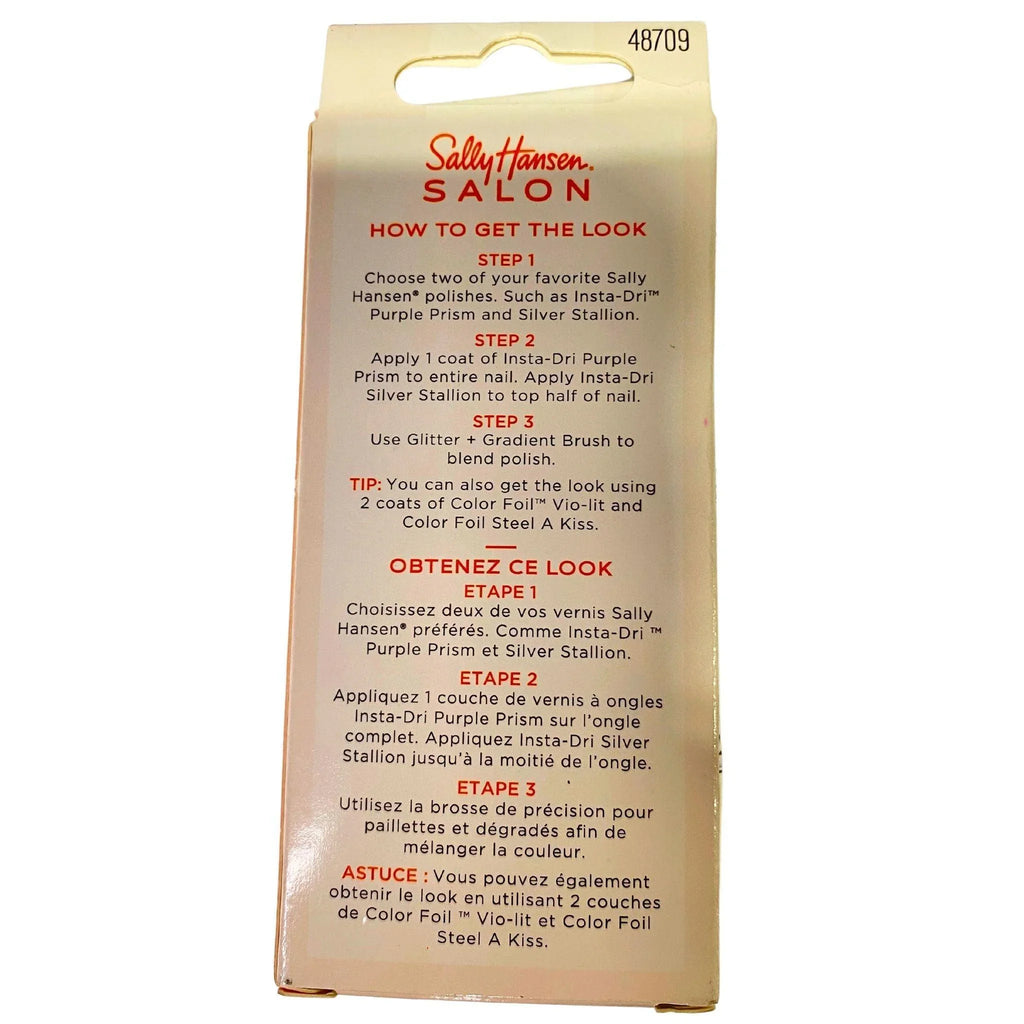 48709
Sally Hansen.
SALON
HOW TO GET THE LOOK
STEP 1
Choose two of your favorite Sally
Hansen® polishes. Such as Insta-Dri™
Purple Prism and Silver Stallion.
STEP 2
Apply 1 coat of Insta-Dri Purple
Prism to entire nail. Apply Insta-Dri
Silver Stallion to top half of nail.
STEP 3
Use Glitter + Gradient Brush to
blend polish.
TIP: You can also get the look using
2 coats of Color Foil™ Vio-lit and
Color Foil Steel A Kiss.
OBTENEZ CE LOOK
ETAPE 1
Choisissez deux de vos vernis Sally
Hansen® préférés. Comme Insta-Dri ™
Purple Prism et Silver Stallion.
ETAPE 2
Appliquez 1 couche de vernis à ongles
Insta-Dri Purple Prism sur l'ongle
complet. Appliquez Insta-Dri Silver
Stallion jusqu'à la moitié de l'ongle.
ETAPE 3
Utilisez la brosse de précision pour
paillettes et dégradés afin de
mélanger la couleur.
ASTUCE : Vous pouvez également
obtenir le look en utilisant 2 couches
de Color Foil ™ Vio-lit et Color Foil
Steel A Kiss.